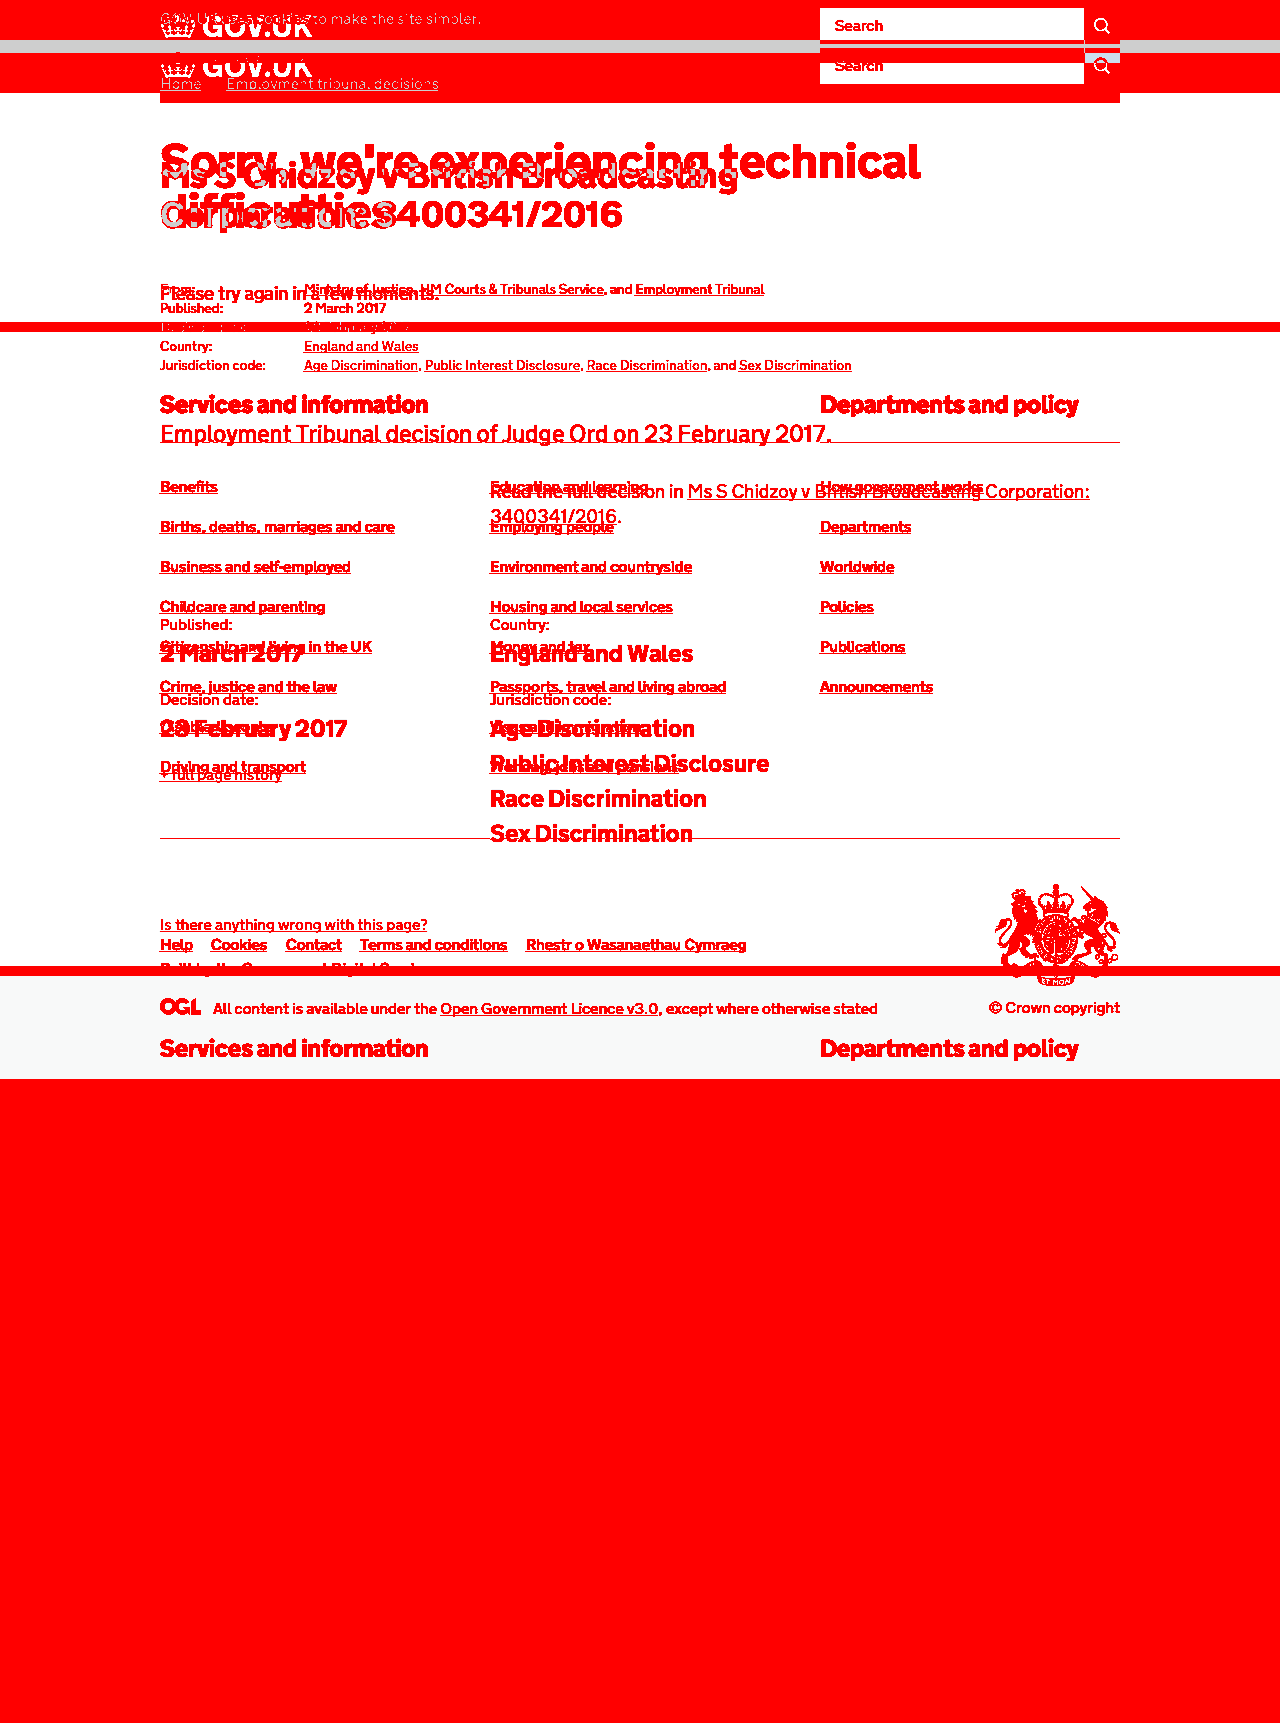 GOV.UK uses cookies to make the site simpler.
GOV.UK
Search
GOV.UK
Search
Home Employment tribunal decisions
Sorry, we're experiencing technical
difficulties
Ms S Chidzoy v British Broadcasting
Corporation: 3400341/2016
Please try again in a few moments.
From: Ministry of Justice, HM Courts & Tribunals Service, and Employment Tribunal
Published: 2 March 2017
Country: England and Wales
Jurisdiction code: Age Discrimination, Public Interest Disclosure, Race Discrimination, and Sex Discrimination
Services and information Departments and policy
Employment Tribunal decision of Judge Ord on 23 February 2017.
Benefits Education and learning How government works
Read the full decision in Ms S Chidzoy v British Broadcasting Corporation:
3400341/2016.
Births, deaths, marriages and care Employing people Departments
Business and self-employed Environment and countryside Worldwide
Childcare and parenting Housing and local services Policies
Published: Country:
Citizenship and living in the UK Money and tax Publications
2 March 2017 England and Wales
Crime, justice and the law Passports, travel and living abroad Announcements
Decision date: Jurisdiction code:
23 February 2017 Age Discrimination
Public Interest Disclosure
Driving and transport
+ full page history
Race Discrimination
Sex Discrimination
Is there anything wrong with this page?
Help Cookies Contact Terms and conditions Rhestr o Wasanaethau Cymraeg
Built by the Government Digital Service
OGL All content is available under the Open Government Licence v3.0, except where otherwise stated © Crown copyright
Services and information Departments and policy